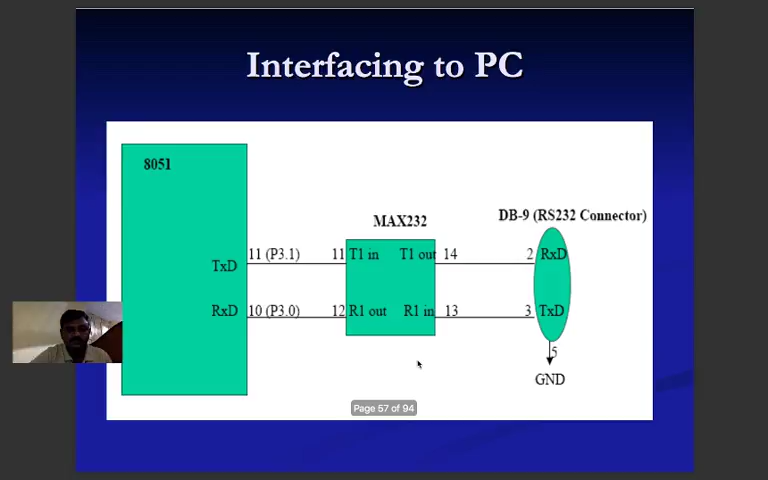 Interfacing to PC
8051
MAX232
DB-9 (RS232 Connector)
TxD 11 (P3.1) 11 T1 in T1 out 14 2 RxD
RxD 10 (P3.0) 12 R1 out R1 in 13 3 TxD
5
GND
Page 57 of 94